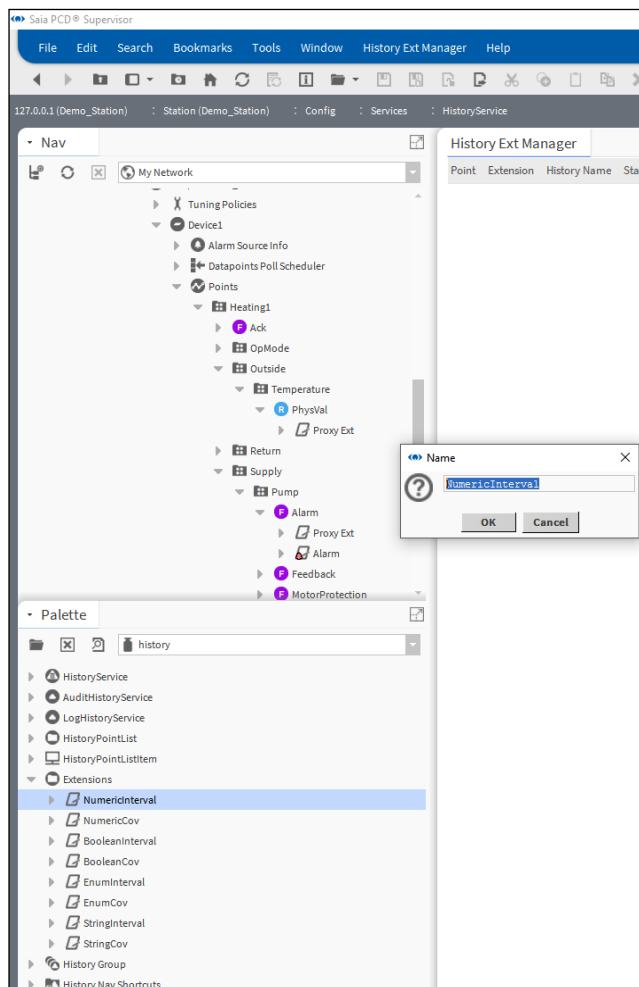 Saia PCD® Supervisor
File Edit Search Bookmarks Tools Window History Ext Manager Help
127.0.0.1 (Demo_Station) : Station (Demo_Station) : Config : Services : HistoryService
Nav
History Ext Manager
My Network
Point Extension History Name Sta
Tuning Policies
Device1
Alarm Source Info
Datapoints Poll Scheduler
Points
Heating1
F Ack
OpMode
Outside
Temperature
R PhysVal
Proxy Ext
Return
Supply
Pump
F Alarm
Proxy Ext
Alarm
F Feedback
F MotorProtection
Name
NumericInterval
OK Cancel
Palette
history
HistoryService
AuditHistoryService
LogHistoryService
HistoryPointList
HistoryPointListItem
Extensions
NumericInterval
NumericCov
BooleanInterval
BooleanCov
EnumInterval
EnumCov
StringInterval
StringCov
History Group
History Nav Shortcuts